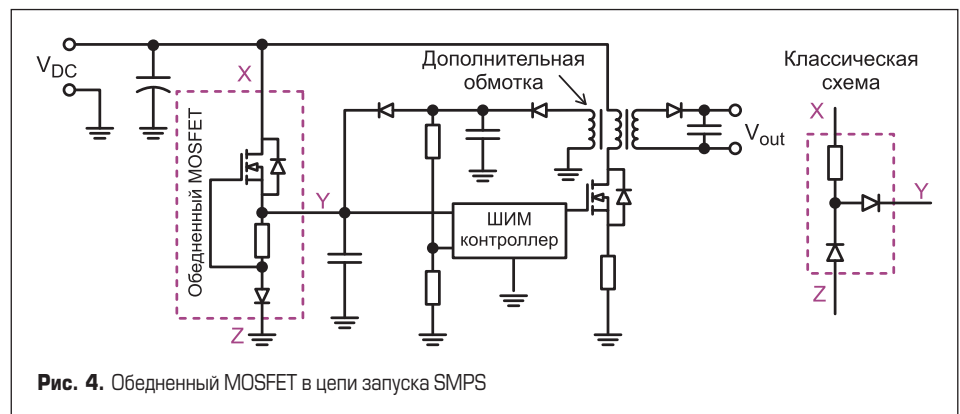 V_DC
X
Обедненный MOSFET
Y
Z
Дополнительная
обмотка
ШИМ
контроллер
V_out
Классическая
схема
X
Y
Z
Рис. 4. Обедненный MOSFET в цепи запуска SMPS